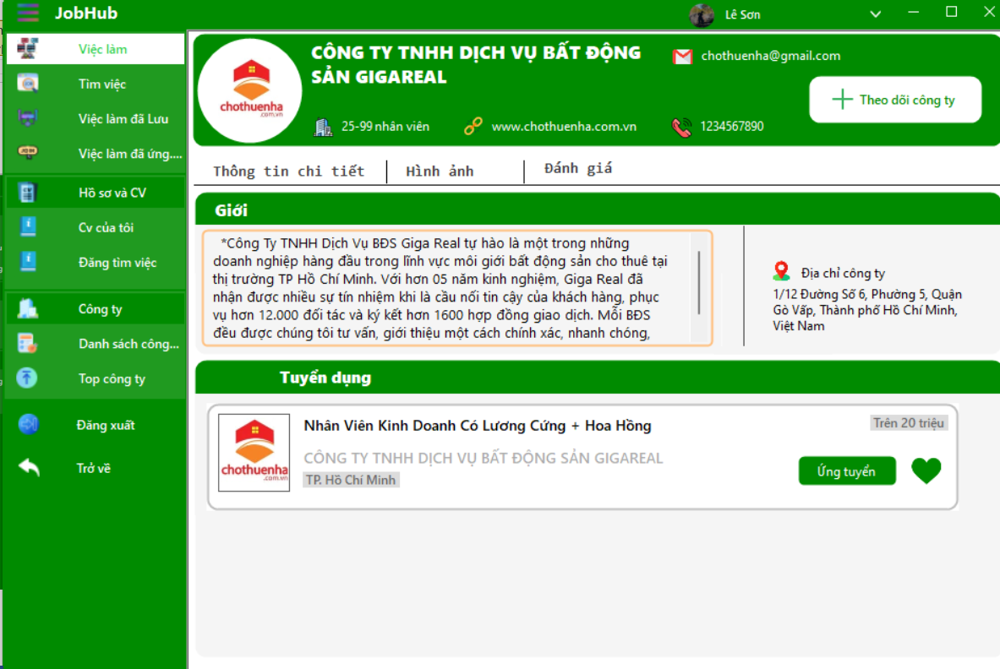 JobHub
Lê Sơn
Việc làm
Tìm việc
Việc làm đã Lưu
Việc làm đã ứng....
Hồ sơ và CV
Cv của tôi
Đăng tìm việc
Công ty
Danh sách công...
Top công ty
Đăng xuất
Trở về
chothuenha
.com.vn
CÔNG TY TNHH DỊCH VỤ BẤT ĐỘNG
SẢN GIGAREAL
chothuenha@gmail.com
Theo dõi công ty
25-99 nhân viên
www.chothuenha.com.vn
1234567890
Thông tin chi tiết
Hình ảnh
Đánh giá
Giới
*Công Ty TNHH Dịch Vụ BĐS Giga Real tự hào là một trong những
doanh nghiệp hàng đầu trong lĩnh vực môi giới bất động sản cho thuê tại
thị trường TP Hồ Chí Minh. Với hơn 05 năm kinh nghiệm, Giga Real đã
nhận được nhiều sự tín nhiệm khi là cầu nối tin cậy của khách hàng, phục
vụ hơn 12.000 đối tác và ký kết hơn 1600 hợp đồng giao dịch. Mỗi BĐS
đều được chúng tôi tư vấn, giới thiệu một cách chính xác, nhanh chóng,
Địa chỉ công ty
1/12 Đường Số 6, Phường 5, Quận
Gò Vấp, Thành phố Hồ Chí Minh,
Việt Nam
Tuyển dụng
chothuenha
.com.vn
Nhân Viên Kinh Doanh Có Lương Cứng + Hoa Hồng
Trên 20 triệu
CÔNG TY TNHH DỊCH VỤ BẤT ĐỘNG SẢN GIGAREAL
TP. Hồ Chí Minh
Ứng tuyển